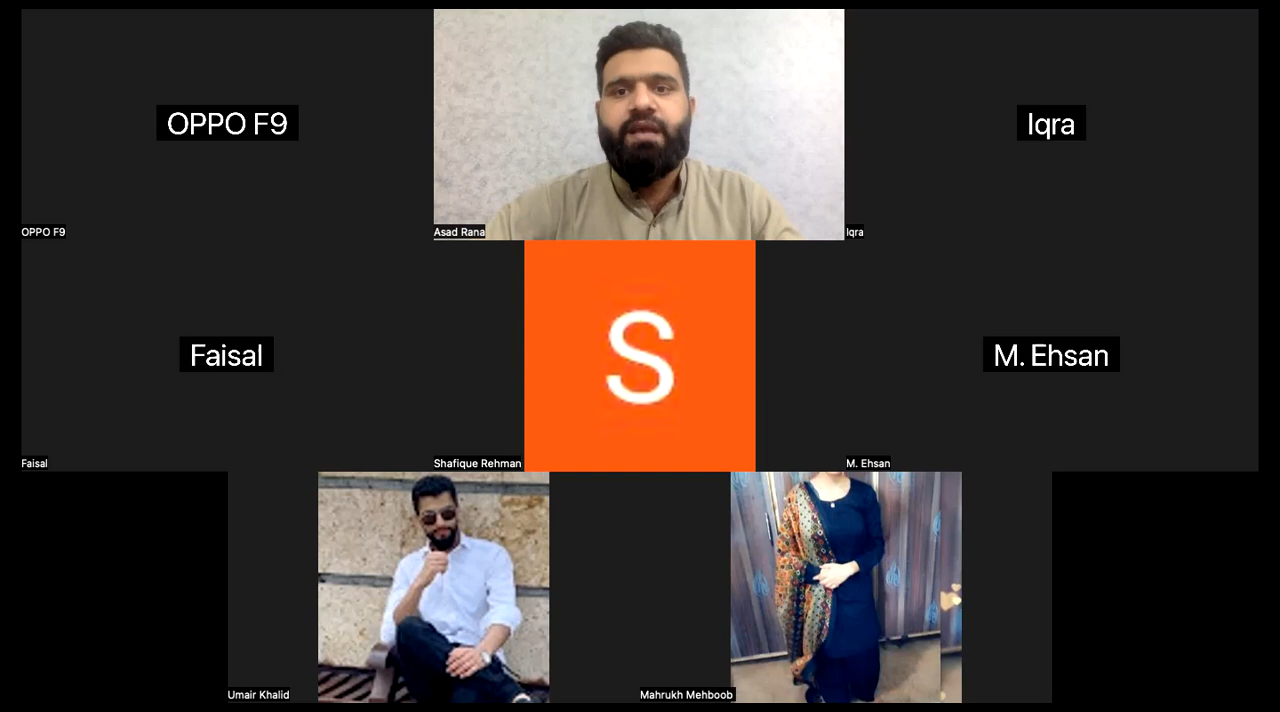 OPPO F9
Iqra
OPPO F9
Asad Rana
Iqra
Faisal
S
M. Ehsan
Faisal
Shafique Rehman
M. Ehsan
Umair Khalid
Mahrukh Mehboob